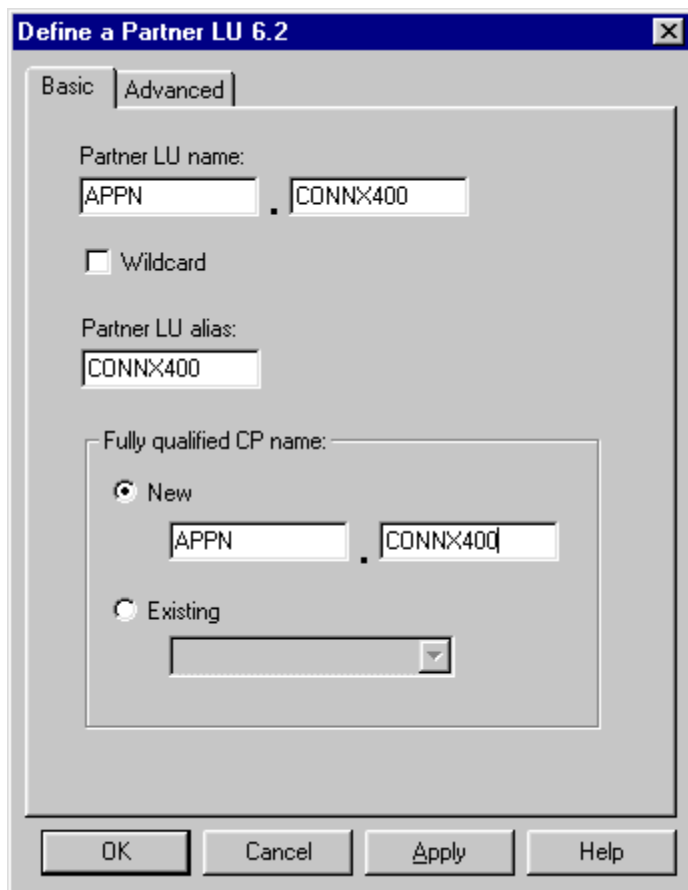 Define a Partner LU 6.2
Basic Advanced
Partner LU name:
APPN . CONNX400
Wildcard
Partner LU alias:
CONNX400
Fully qualified CP name:
New
APPN . CONNX400
Existing
OK Cancel Apply Help